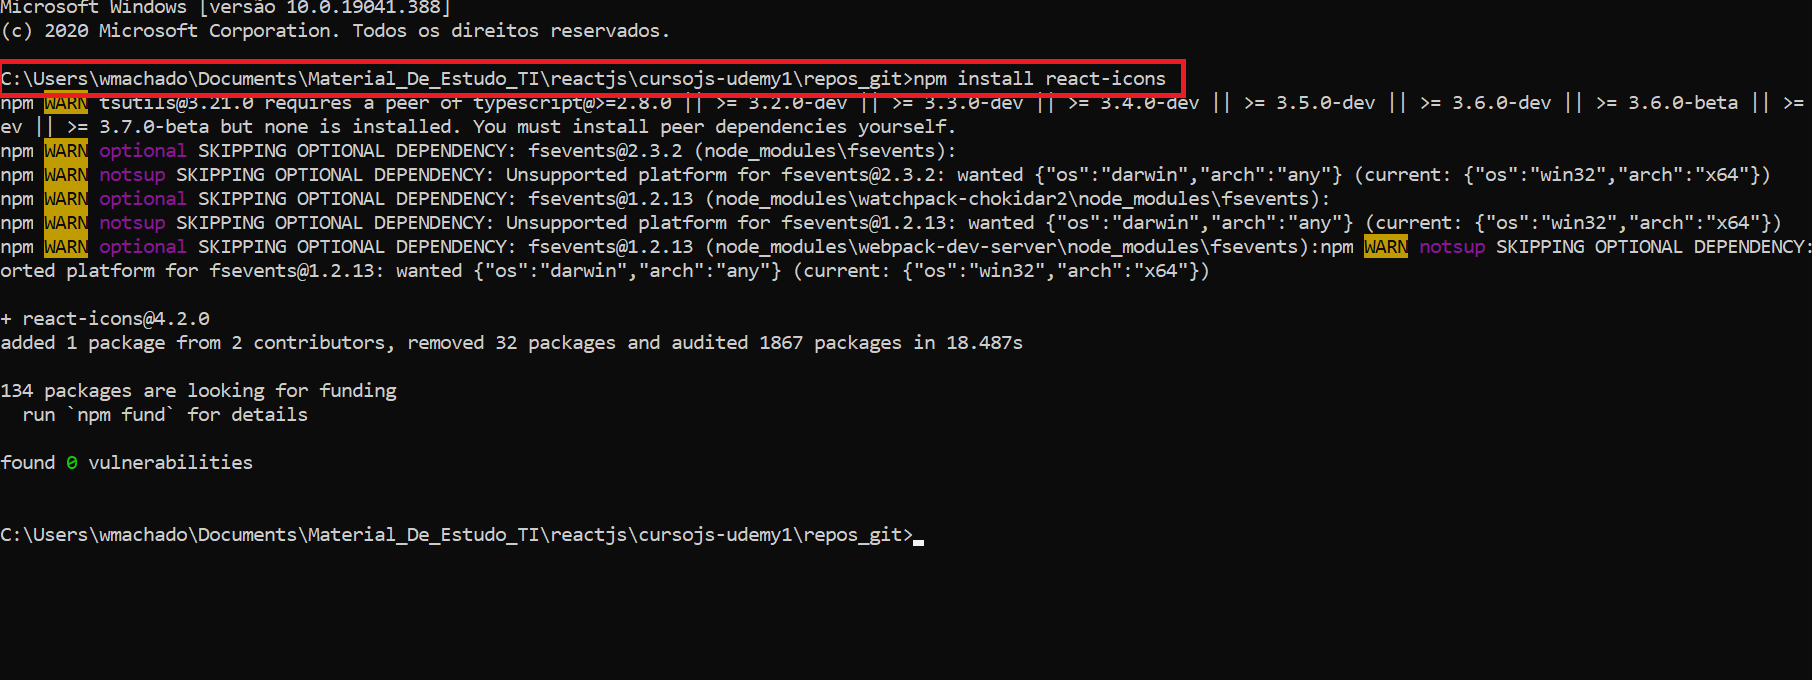 Microsoft Windows [versão 10.0.19041.388]
(c) 2020 Microsoft Corporation. Todos os direitos reservados.
C:\Users\wmachado\Documents\Material_De_Estudo_TI\reactjs\cursojs-udemy1\repos_git>npm install react-icons
npm WARN tsutils@3.21.0 requires a peer of typescript@>=2.8.0 || >= 3.2.0-dev || >= 3.3.0-dev || >= 3.4.0-dev || >= 3.5.0-dev || >= 3.6.0-dev || >= 3.6.0-beta || >=
ev || >= 3.7.0-beta but none is installed. You must install peer dependencies yourself.
npm WARN optional SKIPPING OPTIONAL DEPENDENCY: fsevents@2.3.2 (node_modules\fsevents):
npm WARN notsup SKIPPING OPTIONAL DEPENDENCY: Unsupported platform for fsevents@2.3.2: wanted {"os":"darwin","arch":"any"} (current: {"os":"win32","arch":"x64"})
npm WARN optional SKIPPING OPTIONAL DEPENDENCY: fsevents@1.2.13 (node_modules\watchpack-chokidar2\node_modules\fsevents):
npm WARN notsup SKIPPING OPTIONAL DEPENDENCY: Unsupported platform for fsevents@1.2.13: wanted {"os":"darwin","arch":"any"} (current: {"os":"win32","arch":"x64"})
npm WARN optional SKIPPING OPTIONAL DEPENDENCY: fsevents@1.2.13 (node_modules\webpack-dev-server\node_modules\fsevents):npm WARN notsup SKIPPING OPTIONAL DEPENDENCY:
orted platform for fsevents@1.2.13: wanted {"os":"darwin","arch":"any"} (current: {"os":"win32","arch":"x64"})
+ react-icons@4.2.0
added 1 package from 2 contributors, removed 32 packages and audited 1867 packages in 18.487s
134 packages are looking for funding
run `npm fund` for details
found 0 vulnerabilities
C:\Users\wmachado\Documents\Material_De_Estudo_TI\reactjs\cursojs-udemy1\repos_git>